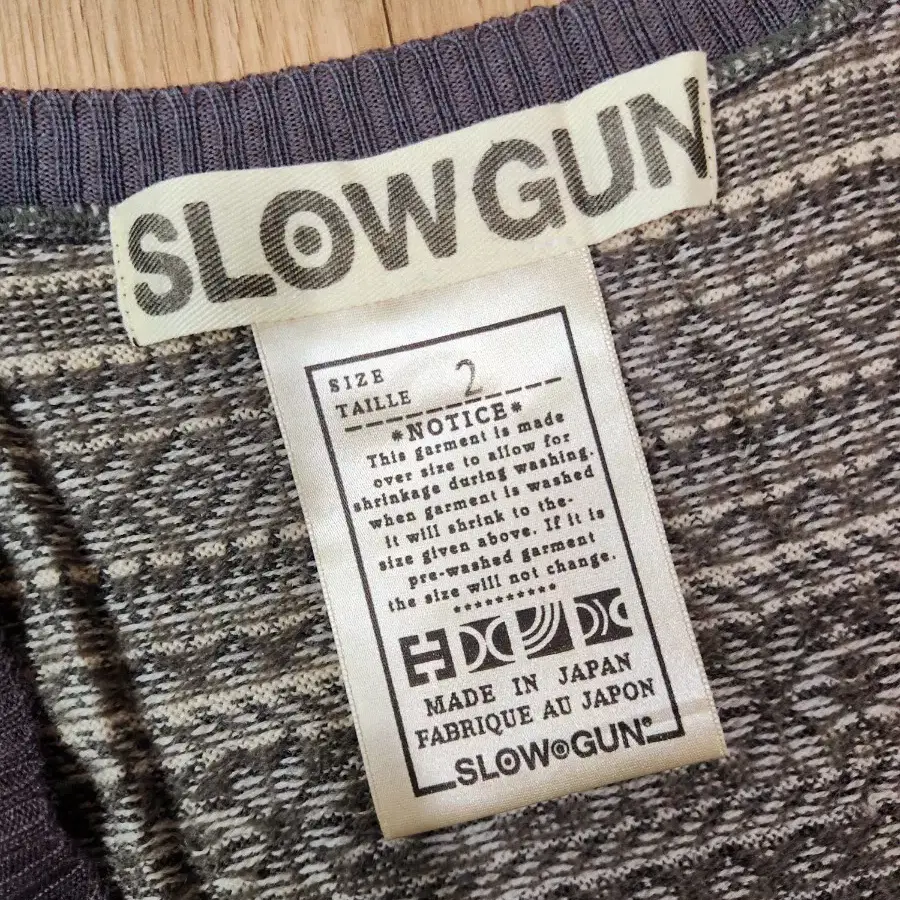 SLOWGUN
SIZE
TAILLE 2
*NOTICE*
This garment is made
over size to allow for
shrinkage during washing.
when garment is washed
it will shrink to the-
size given above. If it is
pre-washed garment
the size will not change.
**********
MADE IN JAPAN
FABRIQUE AU JAPON
SLOW GUN®